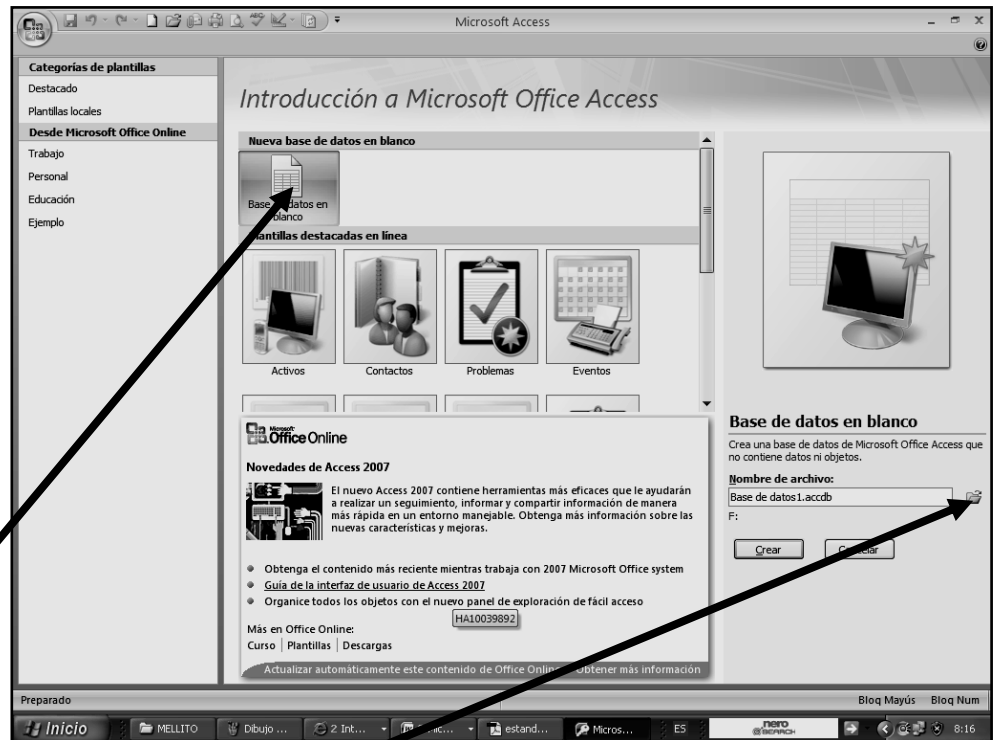 Microsoft Access
Categorías de plantillas
Destacado
Plantillas locales
Desde Microsoft Office Online
Trabajo
Personal
Educación
Ejemplo
Introducción a Microsoft Office Access
Nueva base de datos en blanco
Base de datos en
blanco
Plantillas destacadas en línea
Activos
Contactos
Problemas
Eventos
Microsoft
Office Online
Novedades de Access 2007
El nuevo Access 2007 contiene herramientas más eficaces que le ayudarán
a realizar un seguimiento, informar y compartir información de manera
más rápida en un entorno manejable. Obtenga más información sobre las
nuevas características y mejoras.
Obtenga el contenido más reciente mientras trabaja con 2007 Microsoft Office system
Guía de la interfaz de usuario de Access 2007
Organice todos los objetos con el nuevo panel de exploración de fácil acceso
HA10039892
Más en Office Online:
Curso | Plantillas | Descargas
Actualizar automáticamente este contenido de Office Online Obtener más información
Base de datos en blanco
Crea una base de datos de Microsoft Office Access que
no contiene datos ni objetos.
Nombre de archivo:
Base de datos1.accdb
F:
Crear
Cancelar
Preparado
Bloq Mayús
Bloq Num
Inicio
MELLITO
Dibujo ...
2 Int...
estand...
Micros...
ES
nero
SEARCH
8:16